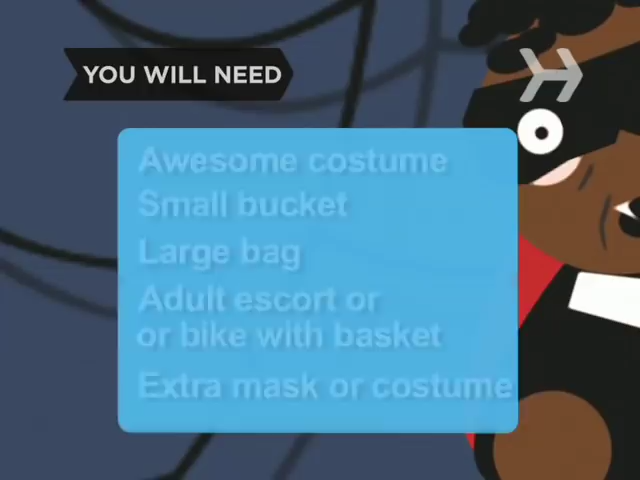 YOU WILL NEED
Awesome costume
Small bucket
Large bag
Adult escort or
or bike with basket
Extra mask or costume